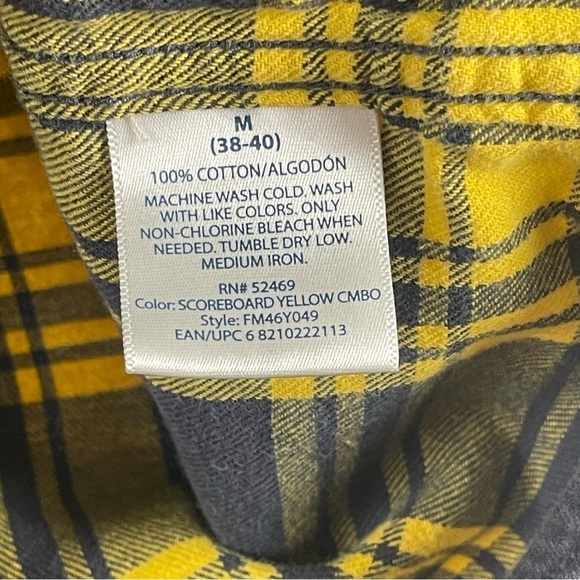 M
(38-40)
100% COTTON/ALGODÓN
MACHINE WASH COLD. WASH
WITH LIKE COLORS. ONLY
NON-CHLORINE BLEACH WHEN
NEEDED. TUMBLE DRY LOW.
MEDIUM IRON.
RN# 52469
Color: SCOREBOARD YELLOW CMBO
Style: FM46Y049
EAN/UPC 6 8210222113